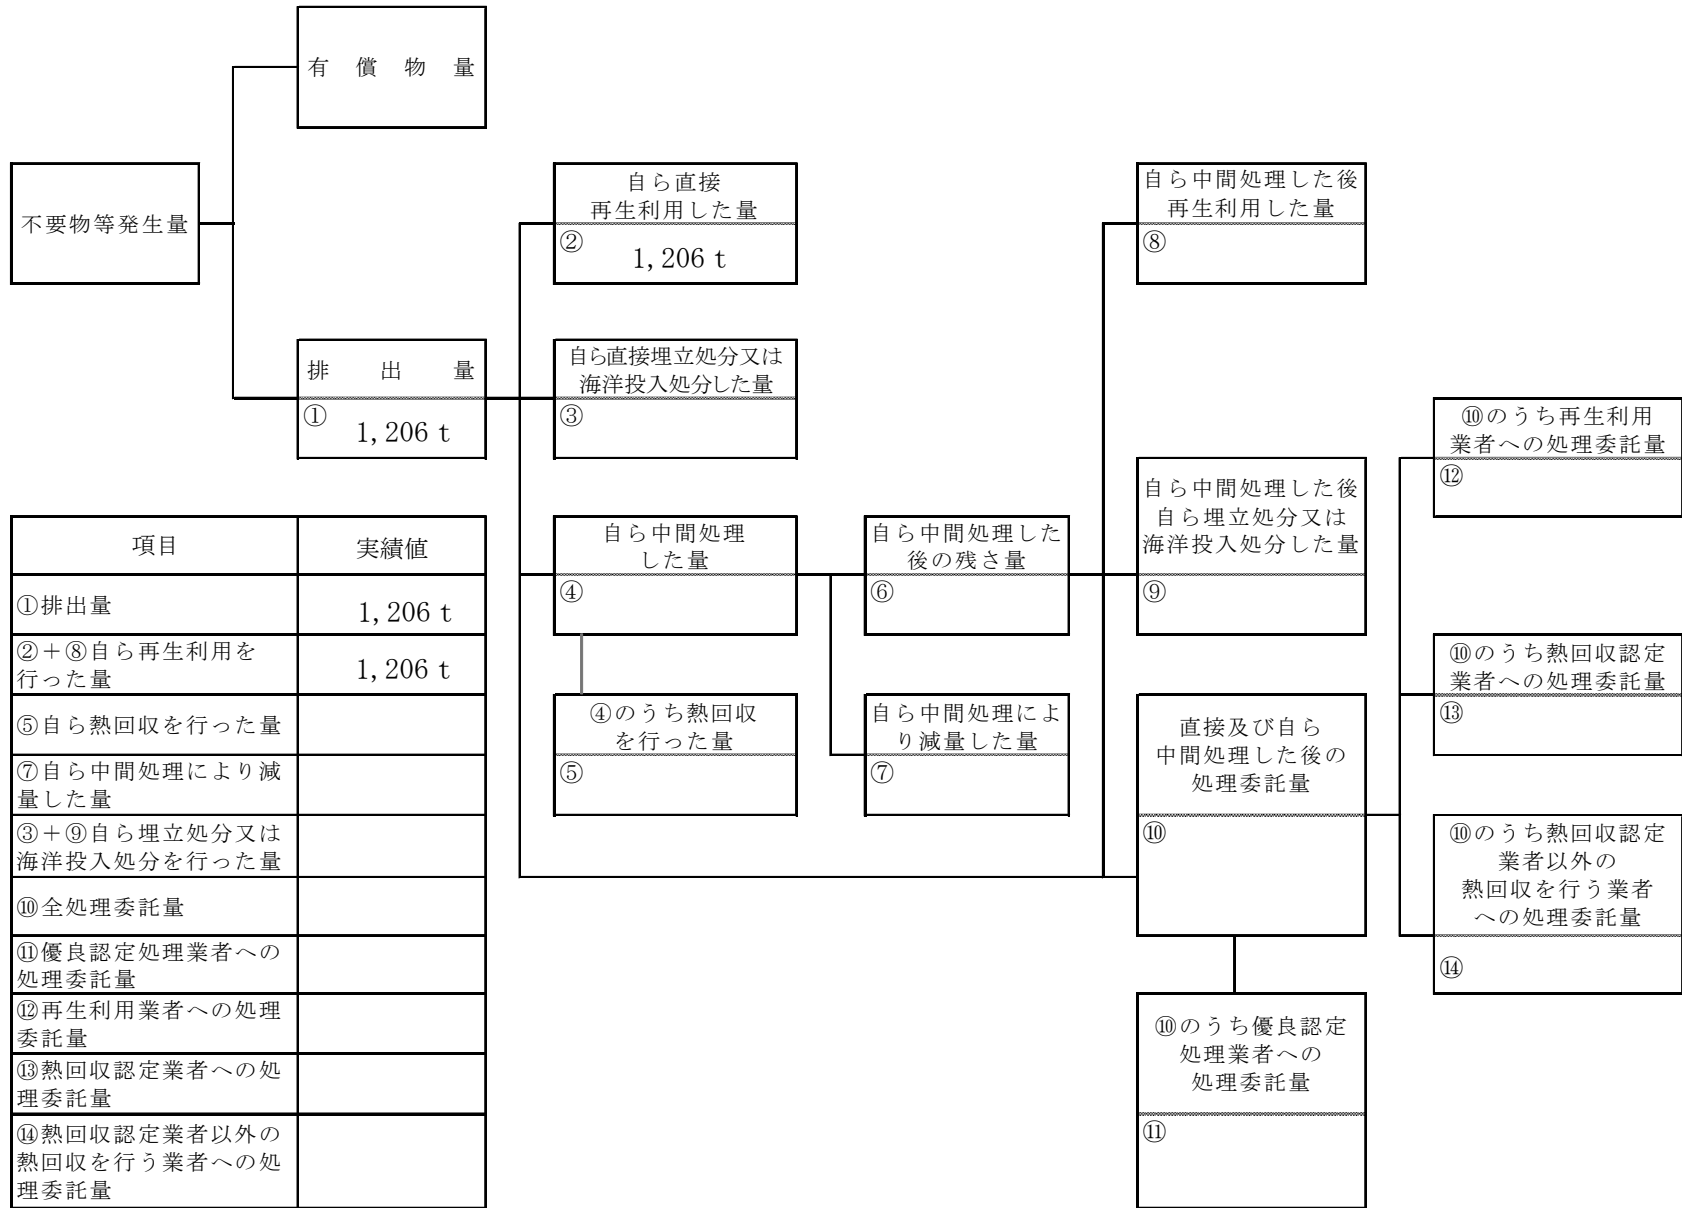 有償物量
不要物等発生量
排出量
①
1,206 t
自ら直接
再生利用した量
②
1,206 t
自ら直接埋立処分又は
海洋投入処分した量
③
自ら中間処理
した量
④
④のうち熱回収
を行った量
⑤
自ら中間処理した
後の残さ量
⑥
自ら中間処理によ
り減量した量
⑦
自ら中間処理した後
再生利用した量
⑧
自ら中間処理した後
自ら埋立処分又は
海洋投入処分した量
⑨
直接及び自ら
中間処理した後の
処理委託量
⑩
⑩のうち優良認定
処理業者への
処理委託量
⑪
⑩のうち再生利用
業者への処理委託量
⑫
⑩のうち熱回収認定
業者への処理委託量
⑬
⑩のうち熱回収認定
業者以外の
熱回収を行う業者
への処理委託量
⑭
項目 実績値
①排出量 1,206 t
②＋⑧自ら再生利用を
行った量 1,206 t
⑤自ら熱回収を行った量
⑦自ら中間処理により減
量した量
③＋⑨自ら埋立処分又は
海洋投入処分を行った量
⑩全処理委託量
⑪優良認定処理業者への
処理委託量
⑫再生利用業者への処理
委託量
⑬熱回収認定業者への処
理委託量
⑭熱回収認定業者以外の
熱回収を行う業者への処
理委託量